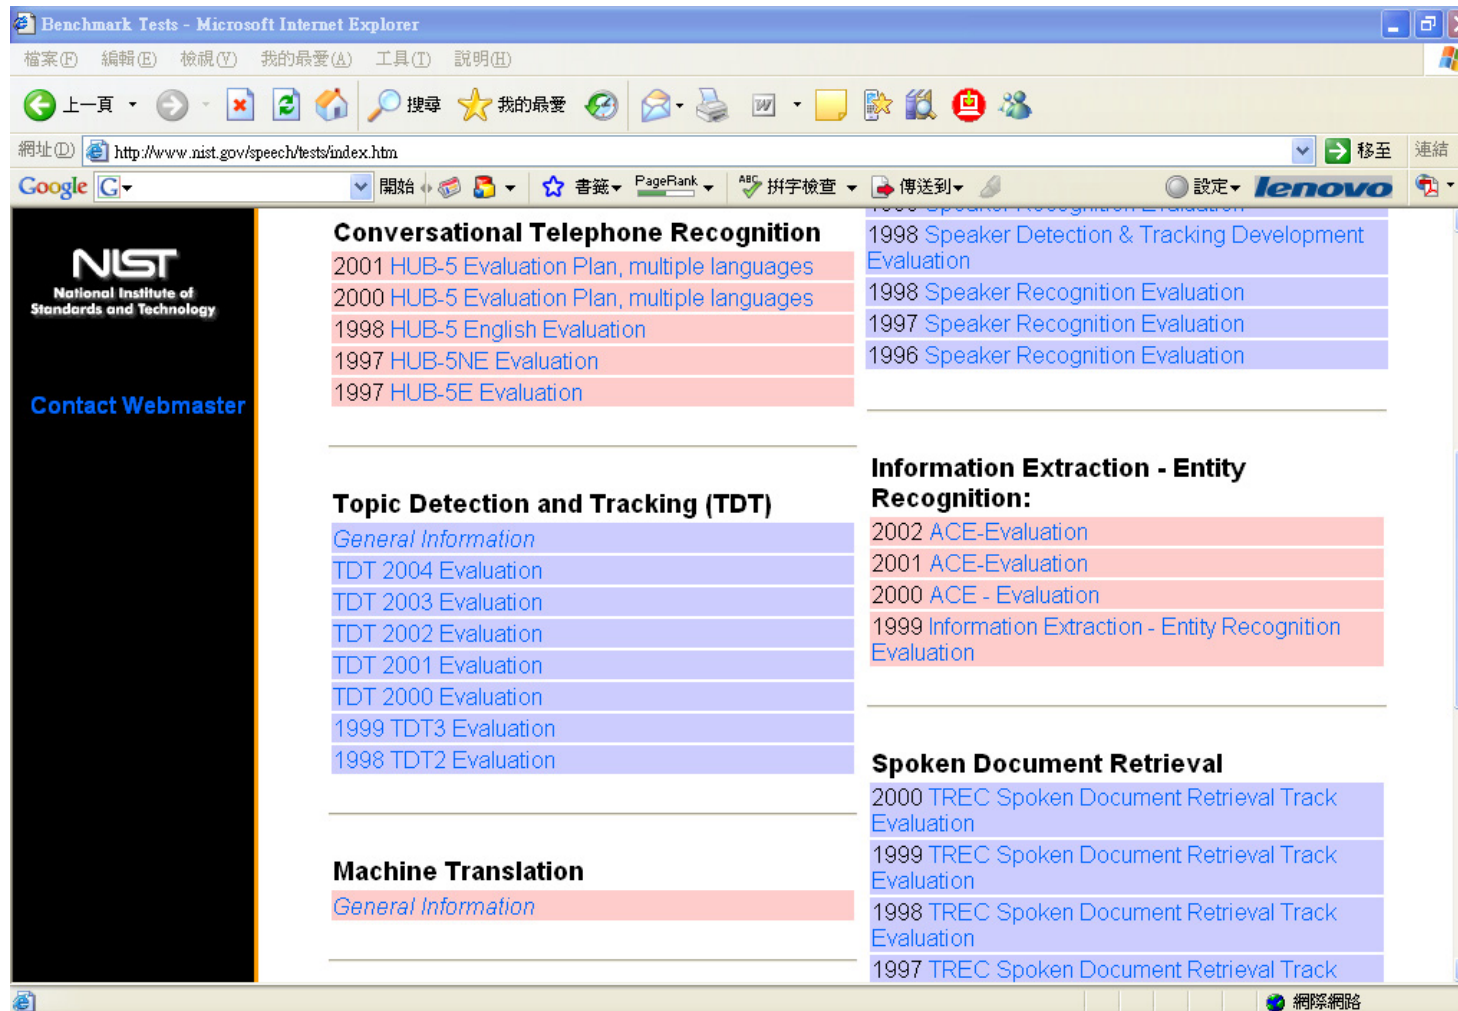 Benchmark Tests - Microsoft Internet Explorer
檔案(F) 編輯(E) 檢視(V) 我的最愛(A) 工具(T) 說明(H)
上一頁 搜尋 我的最愛
網址(D) http://www.nist.gov/speech/tests/index.htm 移至 連結
Google G 開始 書籤 PageRank ABC 拼字檢查 傳送到 設定 lenovo
NIST
National Institute of
Standards and Technology
Contact Webmaster
Conversational Telephone Recognition
2001 HUB-5 Evaluation Plan, multiple languages
2000 HUB-5 Evaluation Plan, multiple languages
1998 HUB-5 English Evaluation
1997 HUB-5NE Evaluation
1997 HUB-5E Evaluation
Topic Detection and Tracking (TDT)
General Information
TDT 2004 Evaluation
TDT 2003 Evaluation
TDT 2002 Evaluation
TDT 2001 Evaluation
TDT 2000 Evaluation
1999 TDT3 Evaluation
1998 TDT2 Evaluation
Machine Translation
General Information
Speaker Recognition Evaluation
1998 Speaker Detection & Tracking Development
Evaluation
1998 Speaker Recognition Evaluation
1997 Speaker Recognition Evaluation
1996 Speaker Recognition Evaluation
Information Extraction - Entity
Recognition:
2002 ACE-Evaluation
2001 ACE-Evaluation
2000 ACE - Evaluation
1999 Information Extraction - Entity Recognition
Evaluation
Spoken Document Retrieval
2000 TREC Spoken Document Retrieval Track
Evaluation
1999 TREC Spoken Document Retrieval Track
Evaluation
1998 TREC Spoken Document Retrieval Track
Evaluation
1997 TREC Spoken Document Retrieval Track
網際網路